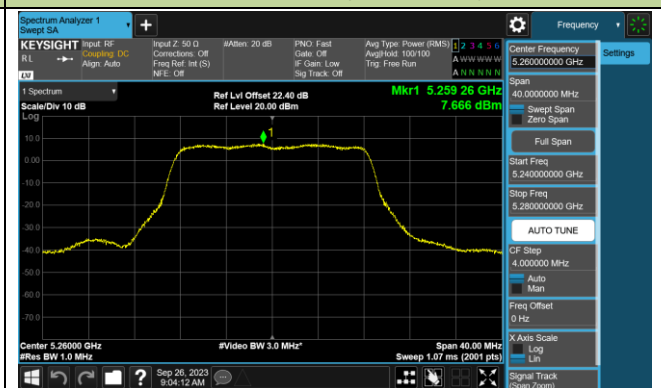 Spectrum Analyzer 1
Swept SA
+
Frequency
KEYSIGHT
RL
Input: RF
Coupling: DC
Align: Auto
Input Z: 50 Ω
Corrections: Off
Freq Ref: Int (S)
NFE: Off
#Atten: 20 dB
PNO: Fast
Gate: Off
IF Gain: Low
Sig Track: Off
Avg Type: Power (RMS)
Avg|Hold: 100/100
Trig: Free Run
1 2 3 4 5 6
A W W W W W
A N N N N N
LW
1 Spectrum
Scale/Div 10 dB
Ref Lvl Offset 22.40 dB
Ref Level 20.00 dBm
Mkr1 5.259 26 GHz
7.666 dBm
Log
1
10.0
0.00
-10.0
-20.0
-30.0
-40.0
-50.0
-60.0
-70.0
Center 5.26000 GHz
#Res BW 1.0 MHz
#Video BW 3.0 MHz*
Span 40.00 MHz
Sweep 1.07 ms (2001 pts)
Center Frequency
5.260000000 GHz
Settings
Span
40.0000000 MHz
Swept Span
Zero Span
Full Span
Start Freq
5.240000000 GHz
Stop Freq
5.280000000 GHz
AUTO TUNE
CF Step
4.000000 MHz
Auto
Man
Freq Offset
0 Hz
X Axis Scale
Log
Lin
Signal Track
(Span Zoom)
?
Sep 26, 2023
9:04:12 AM